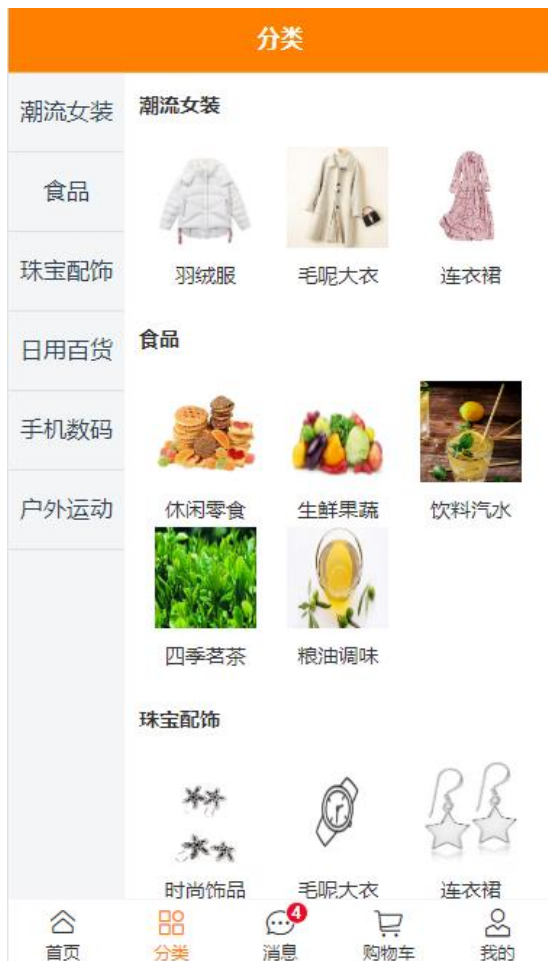 分类
潮流女装
食品
珠宝配饰
日用百货
手机数码
户外运动
潮流女装
羽绒服 毛呢大衣 连衣裙
食品
休闲零食 生鲜果蔬 饮料汽水
四季茗茶 粮油调味
珠宝配饰
时尚饰品 毛呢大衣 连衣裙
4
首页 分类 消息 购物车 我的